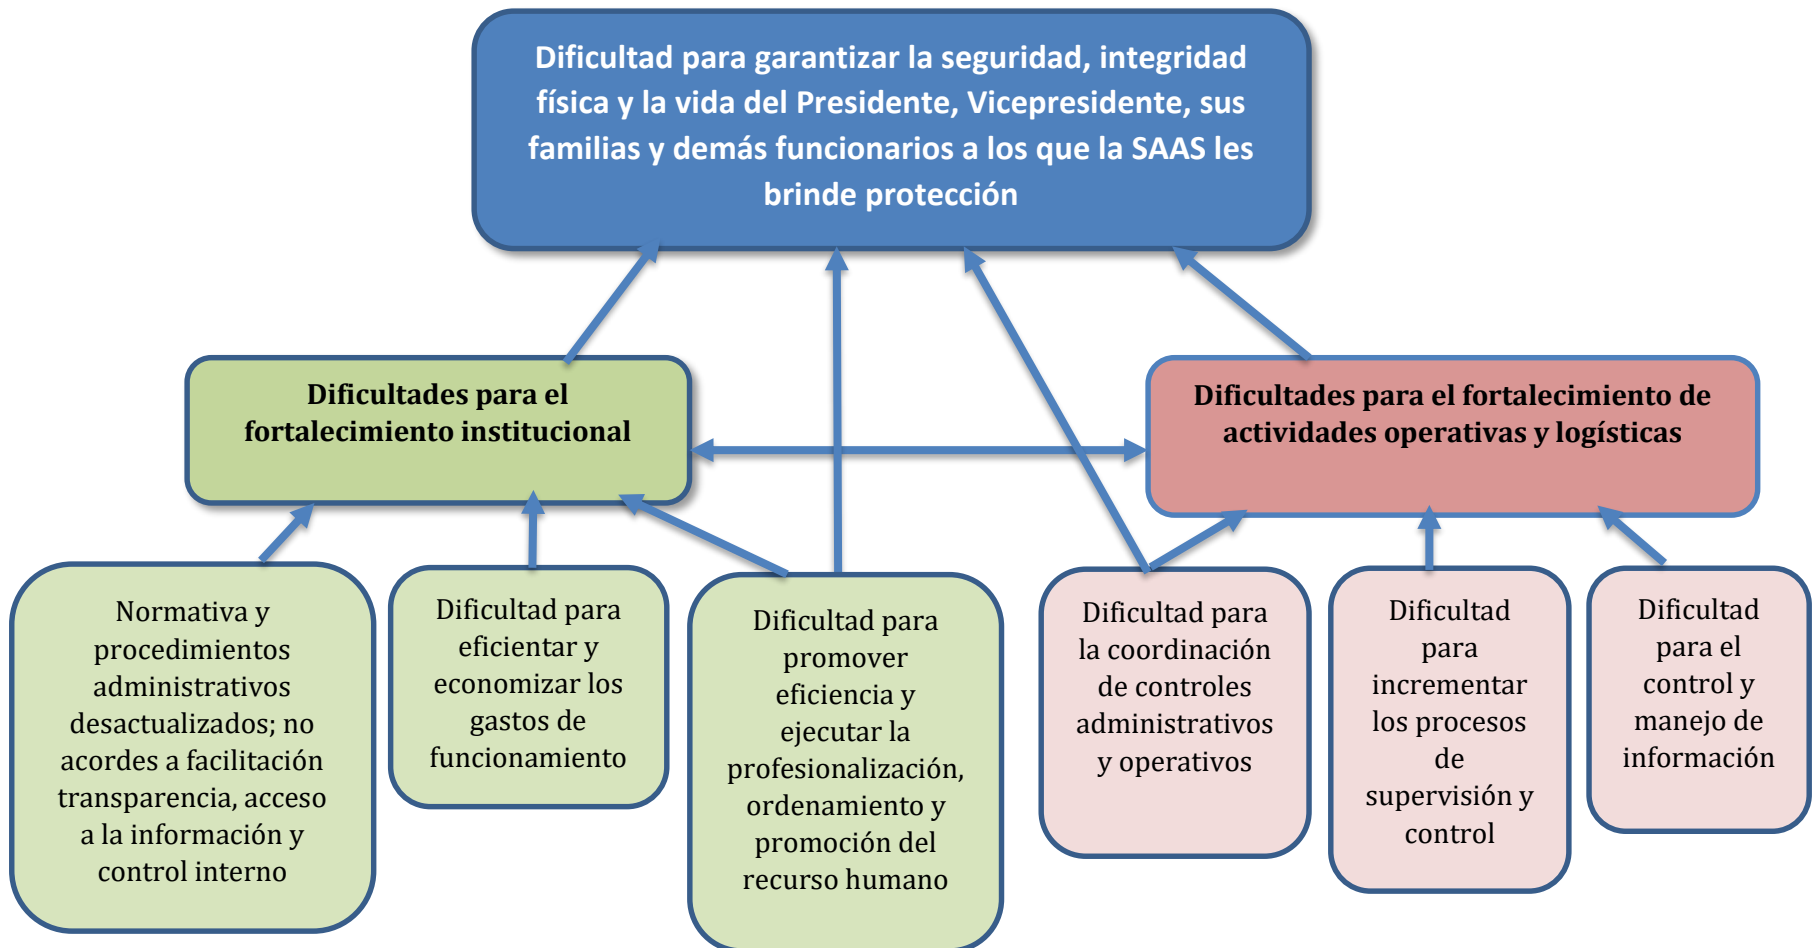 Dificultad para garantizar la seguridad, integridad
física y la vida del Presidente, Vicepresidente, sus
familias y demás funcionarios a los que la SAAS les
brinde protección
Dificultades para el
fortalecimiento institucional
Dificultades para el fortalecimiento de
actividades operativas y logísticas
Normativa y
procedimientos
administrativos
desactualizados; no
acordes a facilitación
transparencia, acceso
a la información y
control interno
Dificultad para
eficientar y
economizar los
gastos de
funcionamiento
Dificultad para
promover
eficiencia y
ejecutar la
profesionalización,
ordenamiento y
promoción del
recurso humano
Dificultad para
la coordinación
de controles
administrativos
y operativos
Dificultad
para
incrementar
los procesos
de
supervisión y
control
Dificultad
para el
control y
manejo de
información